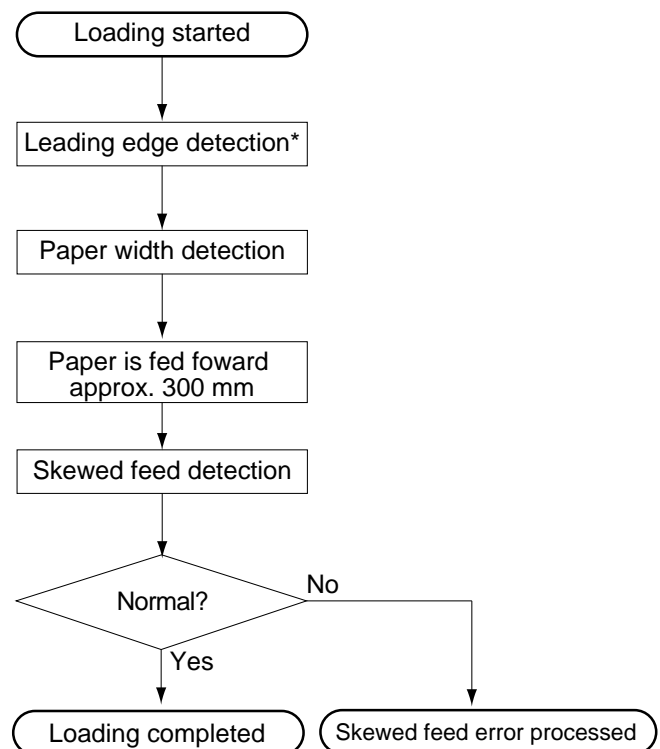 Loading started
Leading edge detection*
Paper width detection
Paper is fed foward
approx. 300 mm
Skewed feed detection
Normal?
No
Yes
Loading completed
Skewed feed error processed